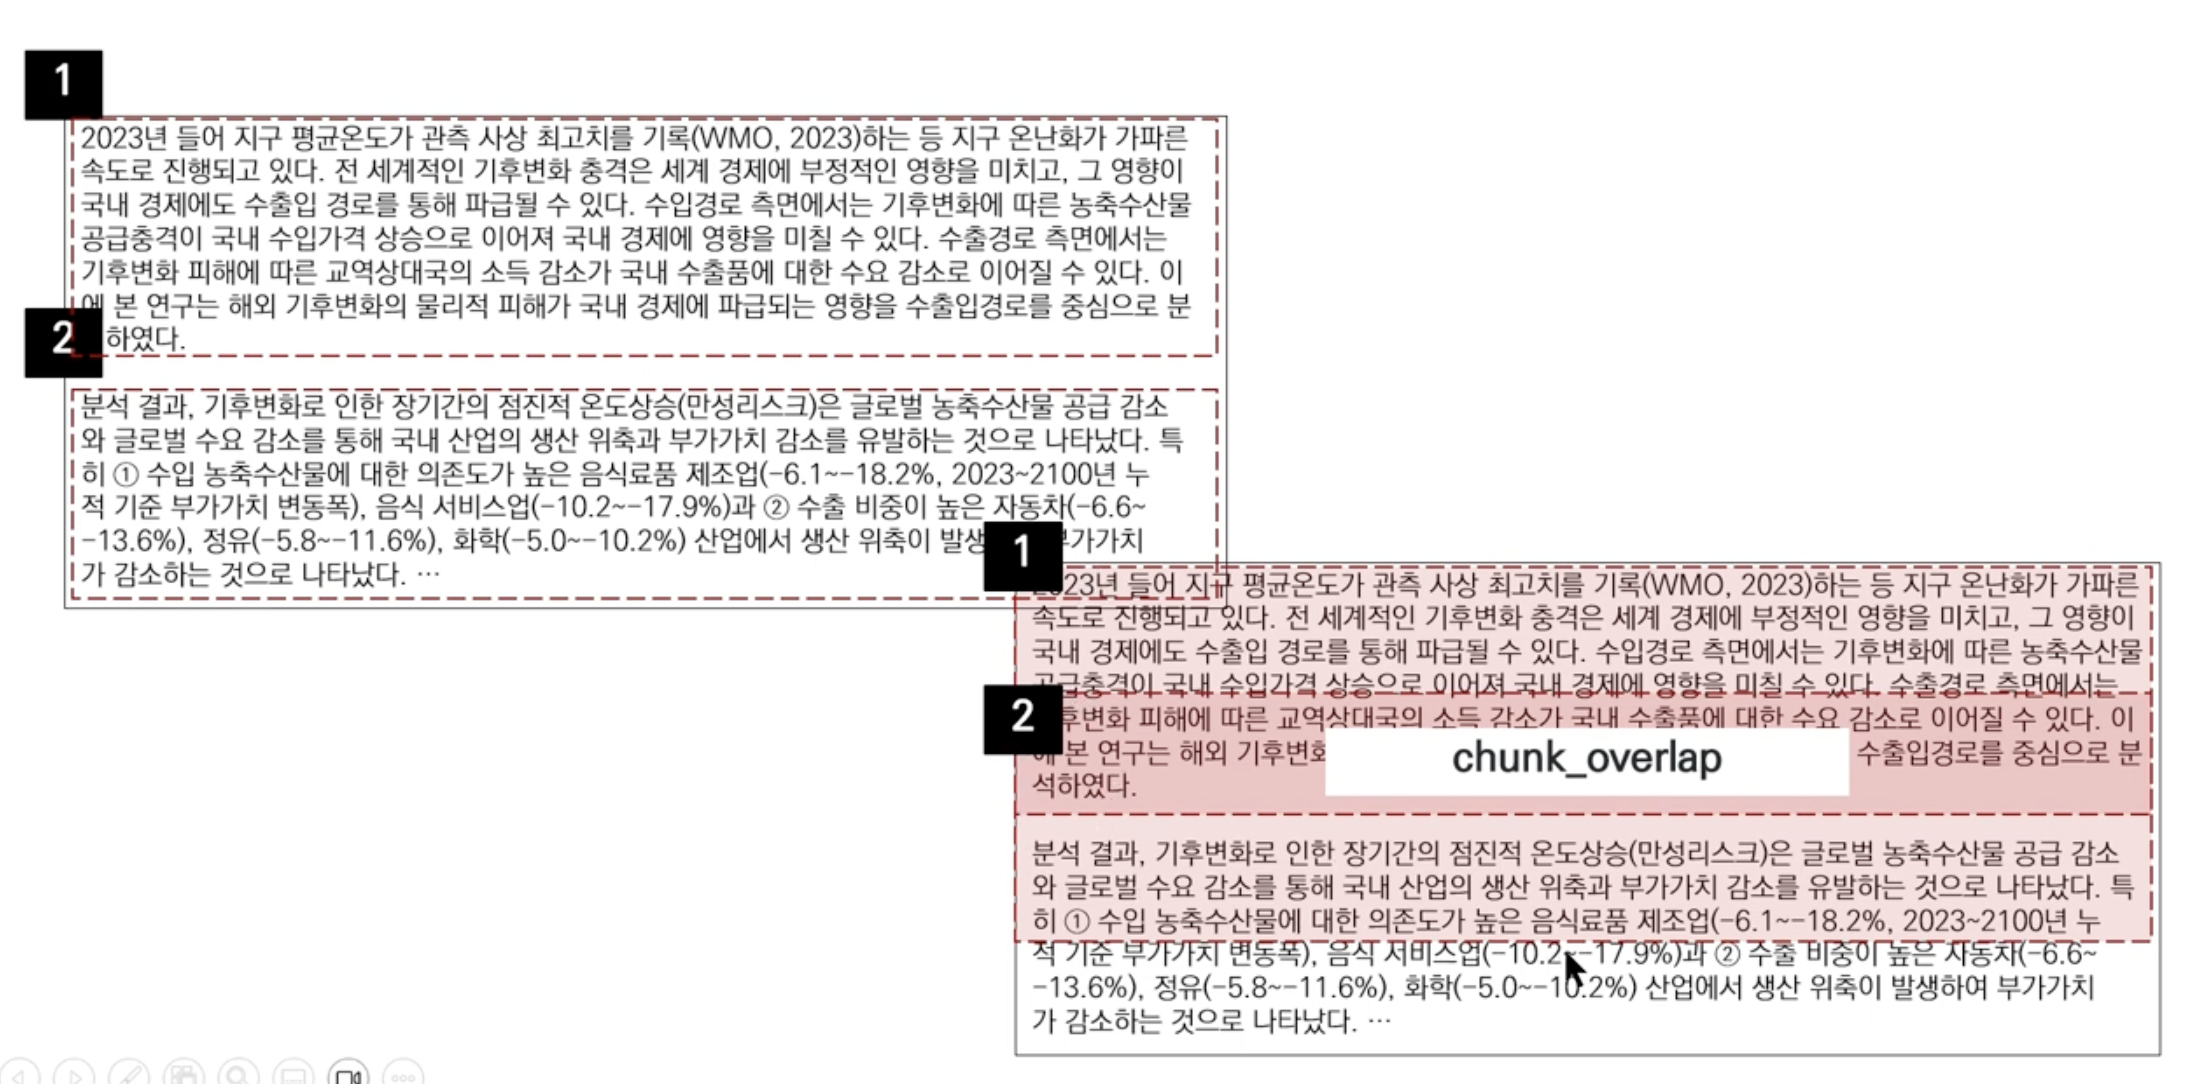 1
2023년 들어 지구 평균온도가 관측 사상 최고치를 기록(WMO, 2023)하는 등 지구 온난화가 가파른
속도로 진행되고 있다. 전 세계적인 기후변화 충격은 세계 경제에 부정적인 영향을 미치고, 그 영향이
국내 경제에도 수출입 경로를 통해 파급될 수 있다. 수입경로 측면에서는 기후변화에 따른 농축수산물
공급충격이 국내 수입가격 상승으로 이어져 국내 경제에 영향을 미칠 수 있다. 수출경로 측면에서는
기후변화 피해에 따른 교역상대국의 소득 감소가 국내 수출품에 대한 수요 감소로 이어질 수 있다. 이
에 본 연구는 해외 기후변화의 물리적 피해가 국내 경제에 파급되는 영향을 수출입경로를 중심으로 분
2
하였다.
분석 결과, 기후변화로 인한 장기간의 점진적 온도상승(만성리스크)은 글로벌 농축수산물 공급 감소
와 글로벌 수요 감소를 통해 국내 산업의 생산 위축과 부가가치 감소를 유발하는 것으로 나타났다. 특
히 ① 수입 농축수산물에 대한 의존도가 높은 음식료품 제조업(-6.1~-18.2%, 2023~2100년 누
적 기준 부가가치 변동폭), 음식 서비스업(-10.2~-17.9%)과 ② 수출 비중이 높은 자동차(-6.6~
-13.6%), 정유(-5.8~-11.6%), 화학(-5.0~-10.2%) 산업에서 생산 위축이 발생 부가가치
가 감소하는 것으로 나타났다. …
1
2023년 들어 지구 평균온도가 관측 사상 최고치를 기록(WMO, 2023)하는 등 지구 온난화가 가파른
속도로 진행되고 있다. 전 세계적인 기후변화 충격은 세계 경제에 부정적인 영향을 미치고, 그 영향이
국내 경제에도 수출입 경로를 통해 파급될 수 있다. 수입경로 측면에서는 기후변화에 따른 농축수산물
공급충격이 국내 수입가격 상승으로 이어져 국내 경제에 영향을 미칠 수 있다. 수출경로 측면에서는
2
후변화 피해에 따른 교역상대국의 소득 감소가 국내 수출품에 대한 수요 감소로 이어질 수 있다. 이
에 본 연구는 해외 기후변화 수출입경로를 중심으로 분
chunk_overlap
석하였다.
분석 결과, 기후변화로 인한 장기간의 점진적 온도상승(만성리스크)은 글로벌 농축수산물 공급 감소
와 글로벌 수요 감소를 통해 국내 산업의 생산 위축과 부가가치 감소를 유발하는 것으로 나타났다. 특
히 ① 수입 농축수산물에 대한 의존도가 높은 음식료품 제조업(-6.1~-18.2%, 2023~2100년 누
적 기준 부가가치 변동폭), 음식 서비스업(-10.2~-17.9%)과 ② 수출 비중이 높은 자동차(-6.6~
-13.6%), 정유(-5.8~-11.6%), 화학(-5.0~-10.2%) 산업에서 생산 위축이 발생하여 부가가치
가 감소하는 것으로 나타났다. …